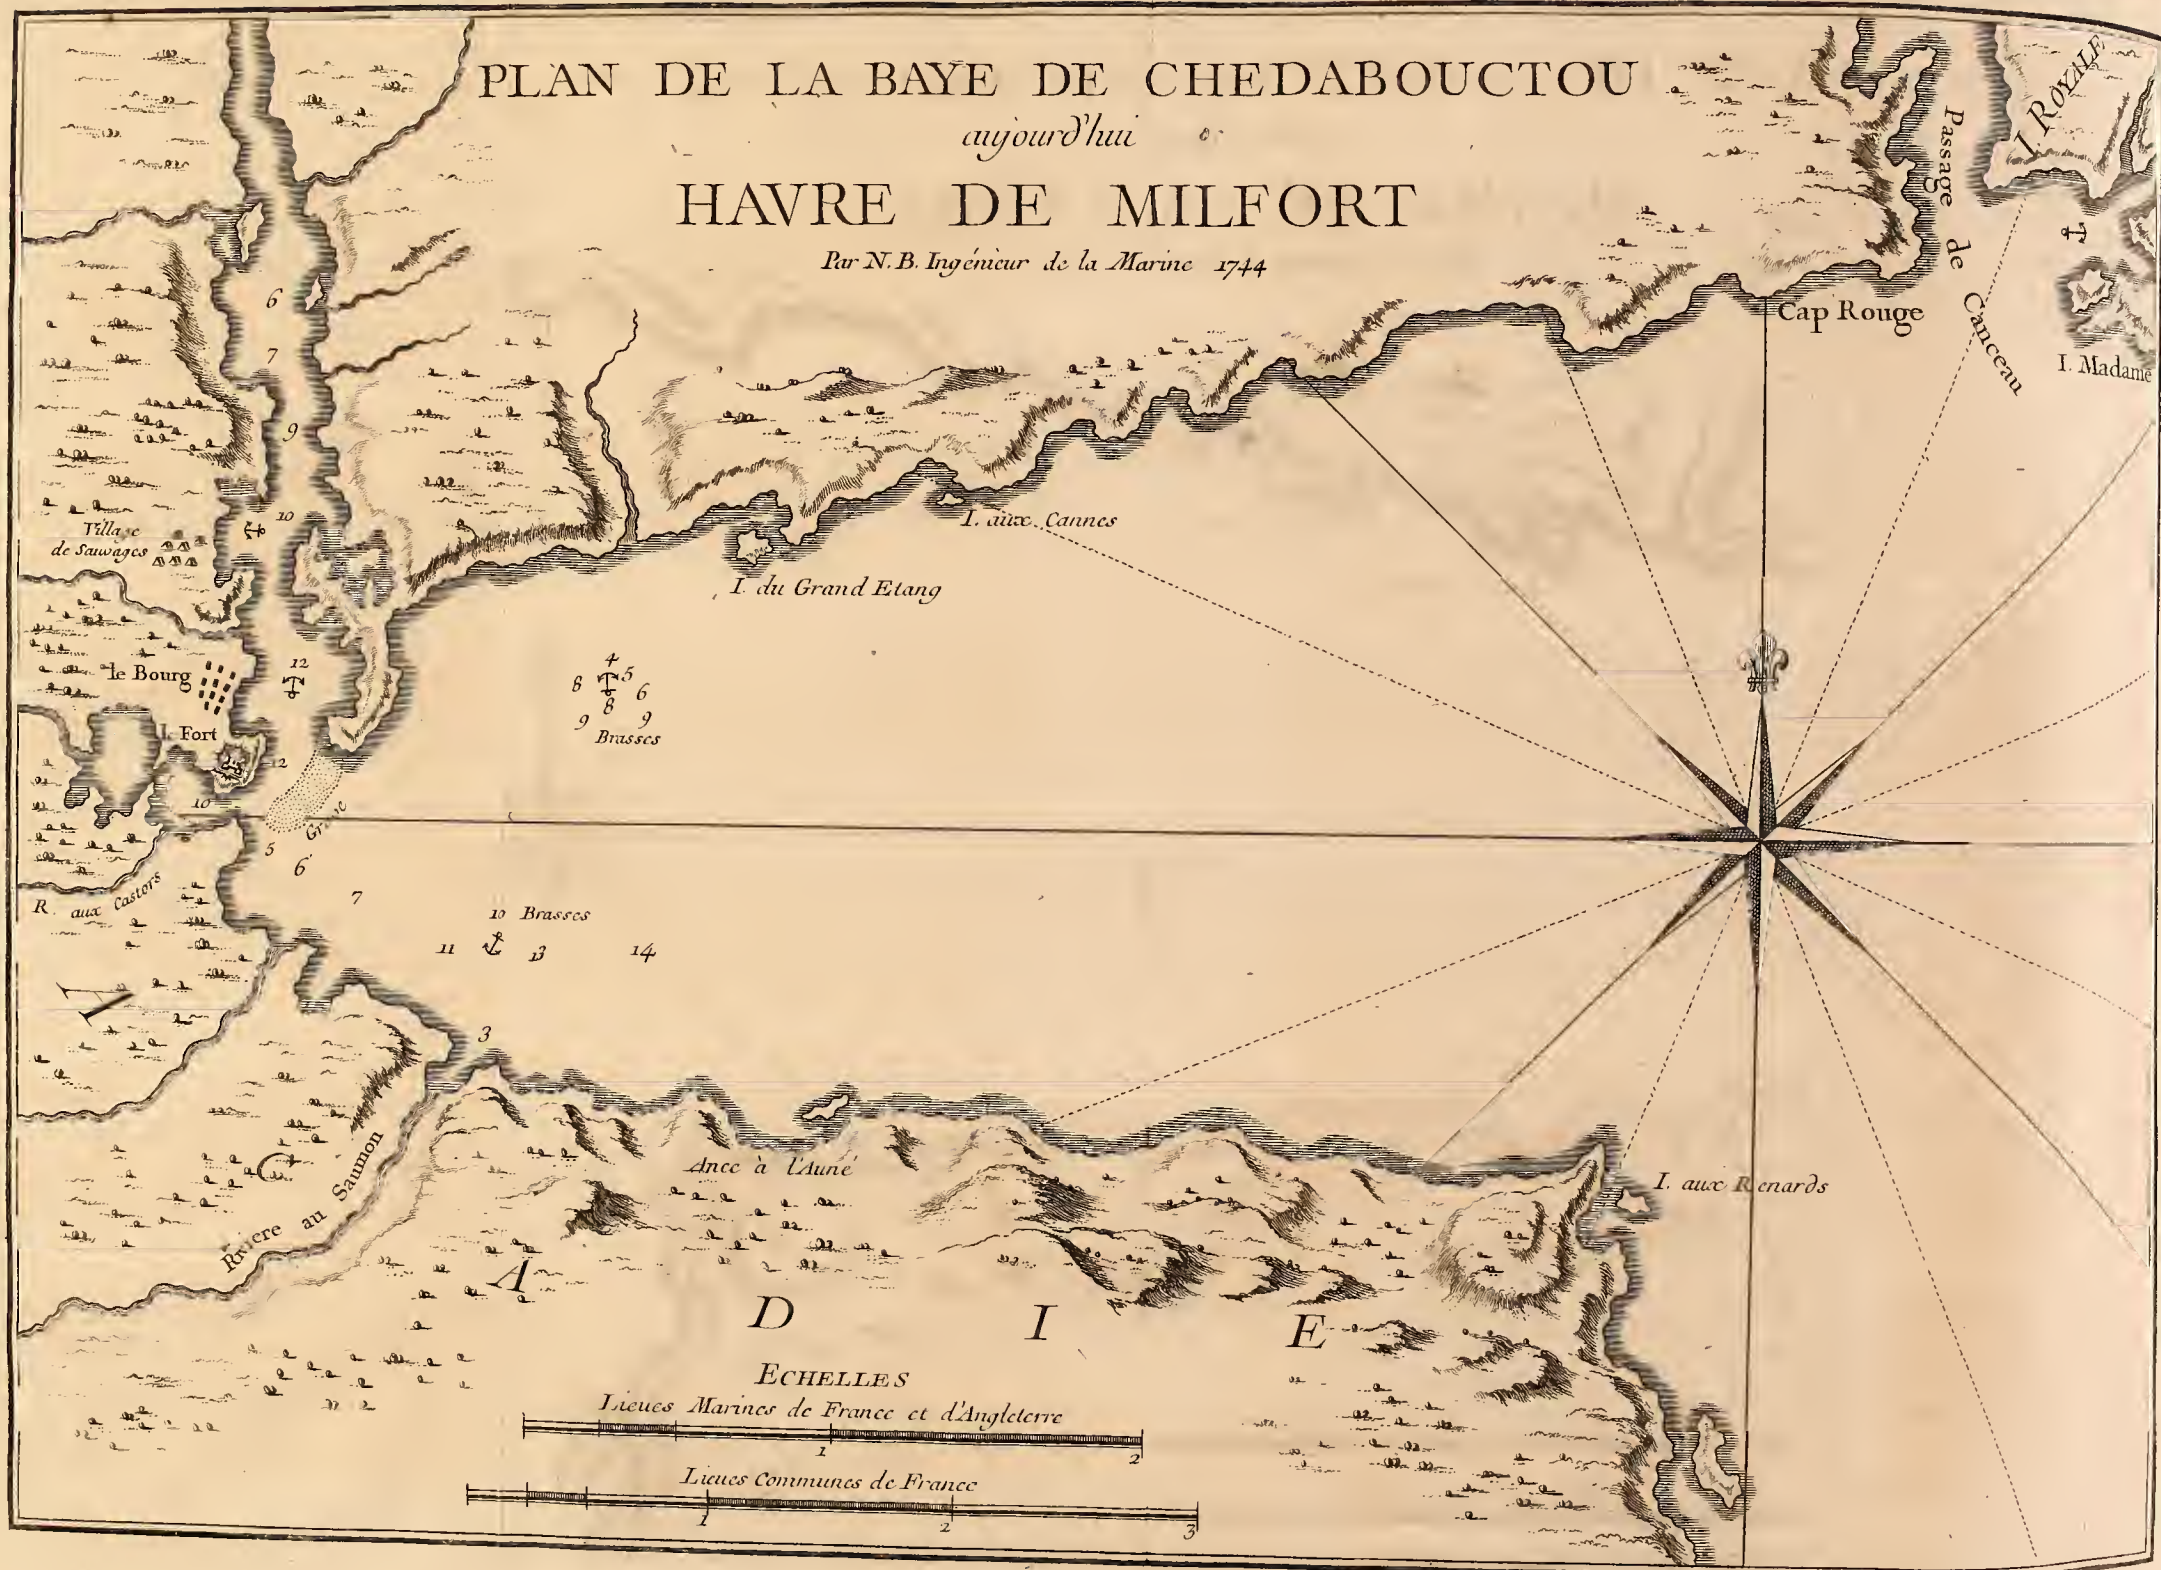 PLAN DE LA BAYE DE CHEDABOUCTOU
aujourd'hui
HAVRE DE MILFORT
Par N. B. Ingénieur de la Marine 1744
I. ROYALE
Passage de Canceau
Cap Rouge
I. Madame
6
7
9
10
Village
de Sauvages
I. aux Cannes
I. du Grand Etang
le Bourg
12
4
8 5
6
8
9 9
Brasses
le Fort
12
10
Grave
5
6
7
R. aux Castors
10 Brasses
11 13 14
3
Riviere au Saumon
Ance à l'Aune
I. aux Renards
A C A D I E
ECHELLES
Lieues Marines de France et d'Angleterre
1 2
Lieues Communes de France
1 2 3